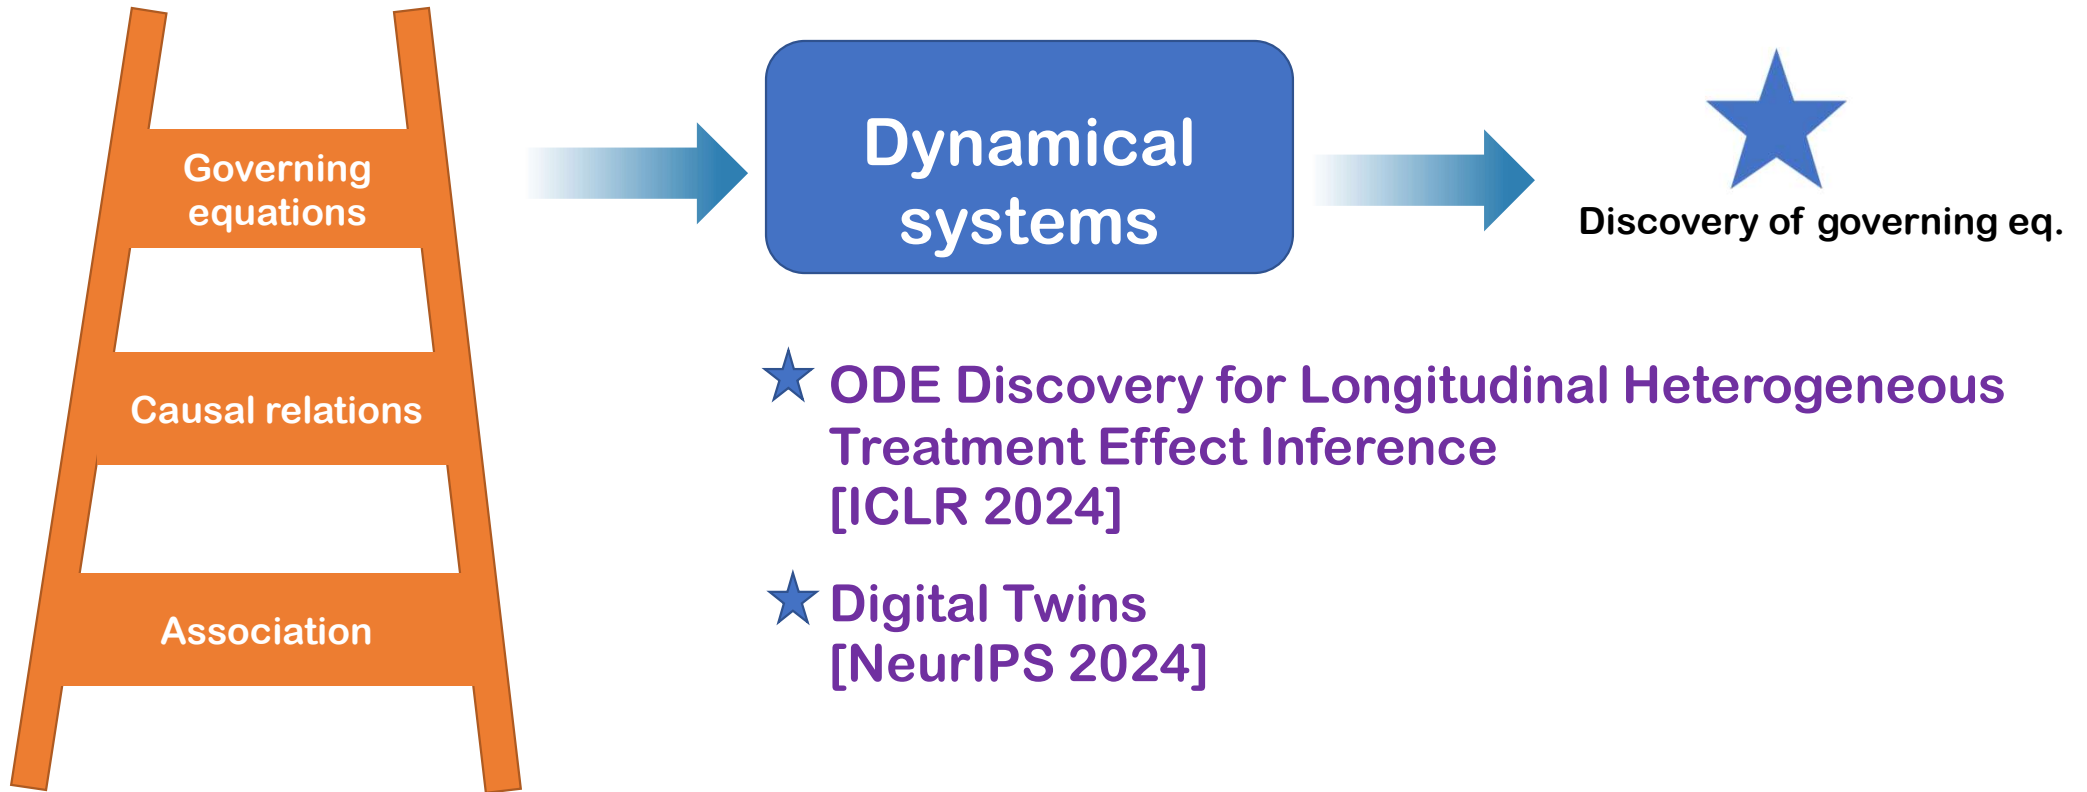 Governing
equations
Causal relations
Association
Dynamical
systems
Discovery of governing eq.
ODE Discovery for Longitudinal Heterogeneous
Treatment Effect Inference
[ICLR 2024]
Digital Twins
[NeurIPS 2024]